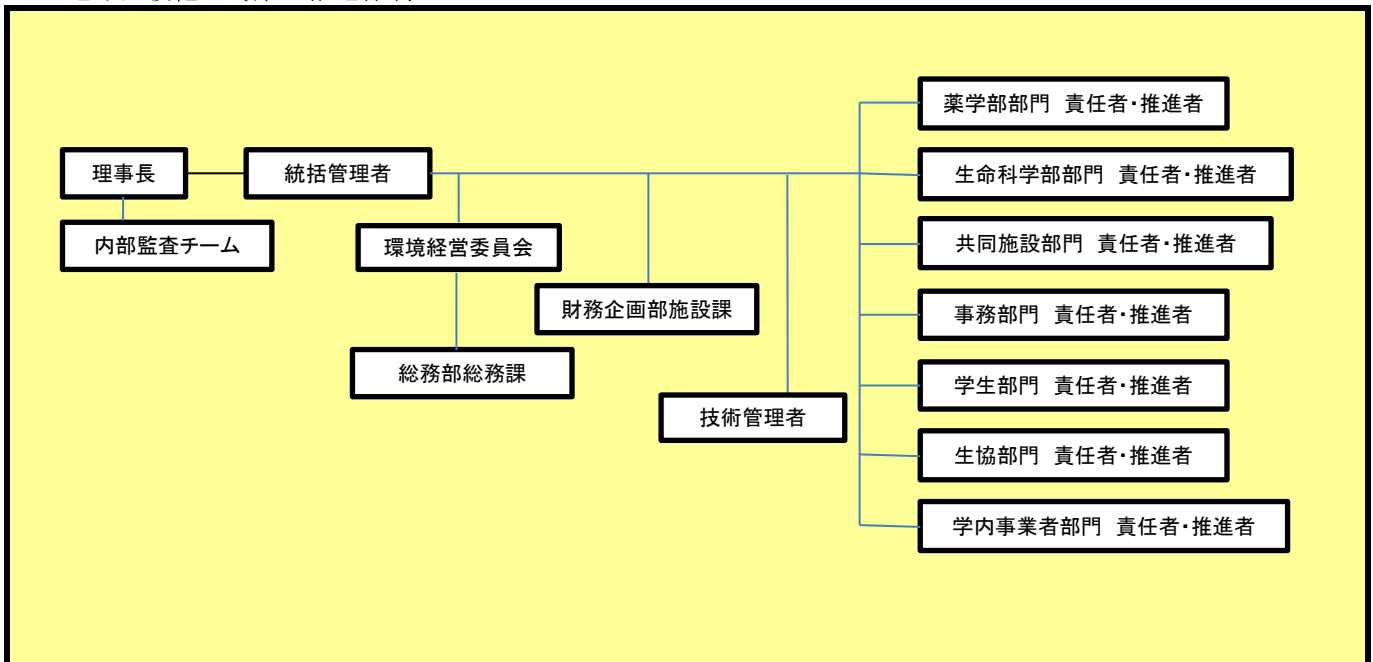 薬学部部門 責任者・推進者
理事長
統括管理者
生命科学部部門 責任者・推進者
内部監査チーム
環境経営委員会
共同施設部門 責任者・推進者
財務企画部施設課
事務部門 責任者・推進者
総務部総務課
学生部門 責任者・推進者
技術管理者
生協部門 責任者・推進者
学内事業者部門 責任者・推進者